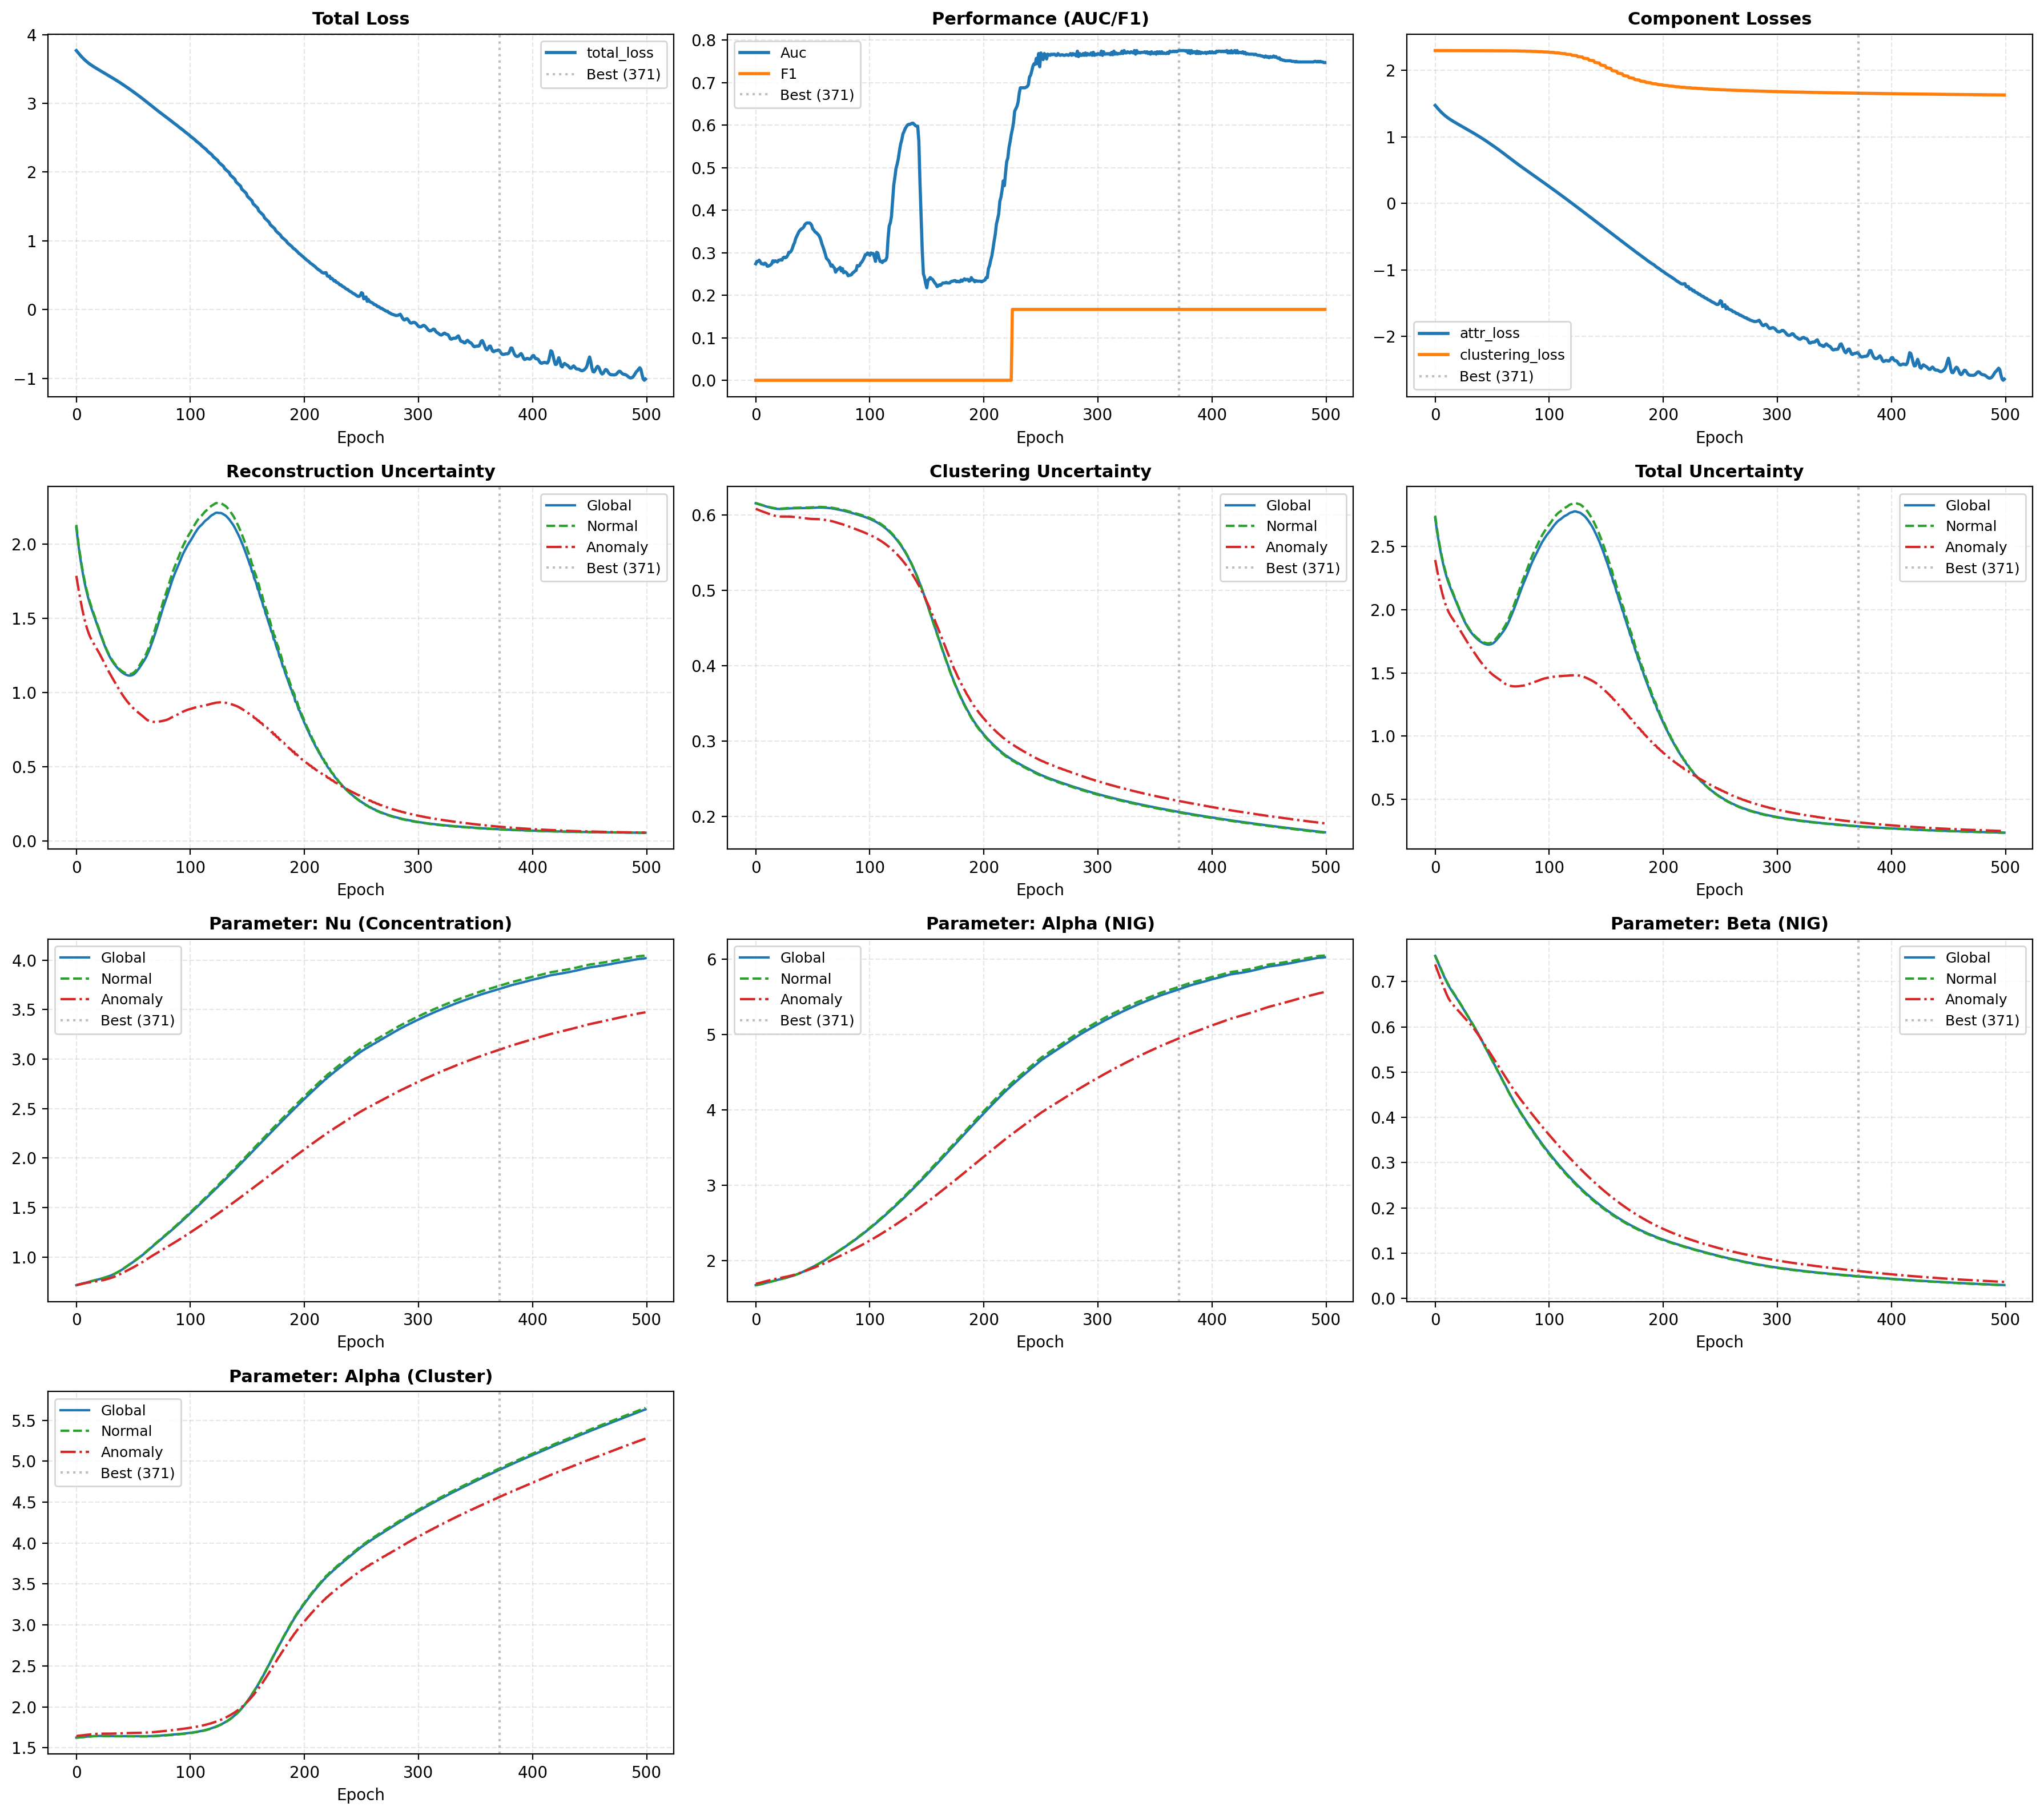 Total Loss
4
3
2
1
0
−1
0
100
200
300
400
500
Epoch
total_loss
Best (371)
Performance (AUC/F1)
0.8
0.7
0.6
0.5
0.4
0.3
0.2
0.1
0.0
0
100
200
300
400
500
Epoch
Auc
F1
Best (371)
Component Losses
2
1
0
−1
−2
0
100
200
300
400
500
Epoch
attr_loss
clustering_loss
Best (371)
Reconstruction Uncertainty
2.0
1.5
1.0
0.5
0.0
0
100
200
300
400
500
Epoch
Global
Normal
Anomaly
Best (371)
Clustering Uncertainty
0.6
0.5
0.4
0.3
0.2
0
100
200
300
400
500
Epoch
Global
Normal
Anomaly
Best (371)
Total Uncertainty
2.5
2.0
1.5
1.0
0.5
0
100
200
300
400
500
Epoch
Global
Normal
Anomaly
Best (371)
Parameter: Nu (Concentration)
4.0
3.5
3.0
2.5
2.0
1.5
1.0
0
100
200
300
400
500
Epoch
Global
Normal
Anomaly
Best (371)
Parameter: Alpha (NIG)
6
5
4
3
2
0
100
200
300
400
500
Epoch
Global
Normal
Anomaly
Best (371)
Parameter: Beta (NIG)
0.7
0.6
0.5
0.4
0.3
0.2
0.1
0.0
0
100
200
300
400
500
Epoch
Global
Normal
Anomaly
Best (371)
Parameter: Alpha (Cluster)
5.5
5.0
4.5
4.0
3.5
3.0
2.5
2.0
1.5
0
100
200
300
400
500
Epoch
Global
Normal
Anomaly
Best (371)